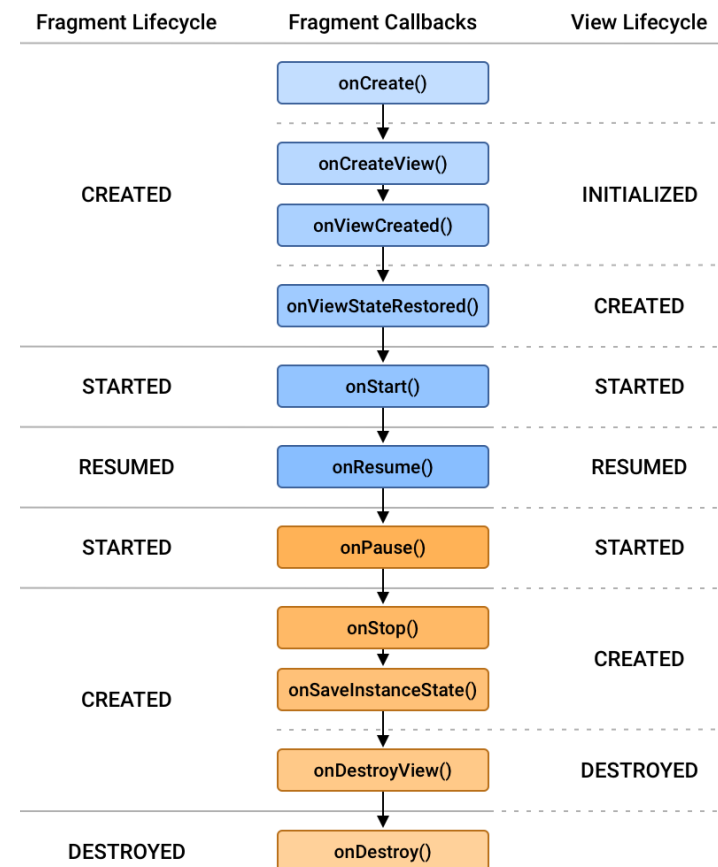 Fragment Lifecycle Fragment Callbacks View Lifecycle
onCreate()
onCreateView()
CREATED INITIALIZED
onViewCreated()
onViewStateRestored() CREATED
STARTED onStart() STARTED
RESUMED onResume() RESUMED
STARTED onPause() STARTED
onStop()
CREATED
onSaveInstanceState()
CREATED
onDestroyView() DESTROYED
DESTROYED onDestroy()